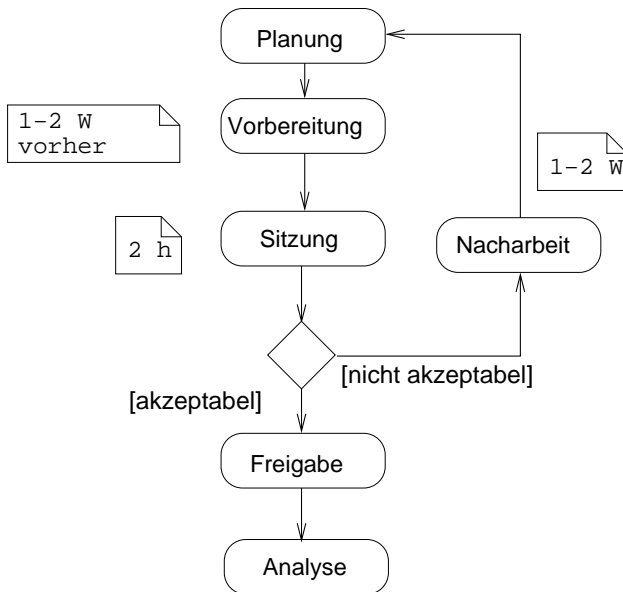 Planung
1-2 W
vorher
Vorbereitung
1-2 W
2 h
Sitzung
Nacharbeit
[nicht akzeptabel]
[akzeptabel]
Freigabe
Analyse